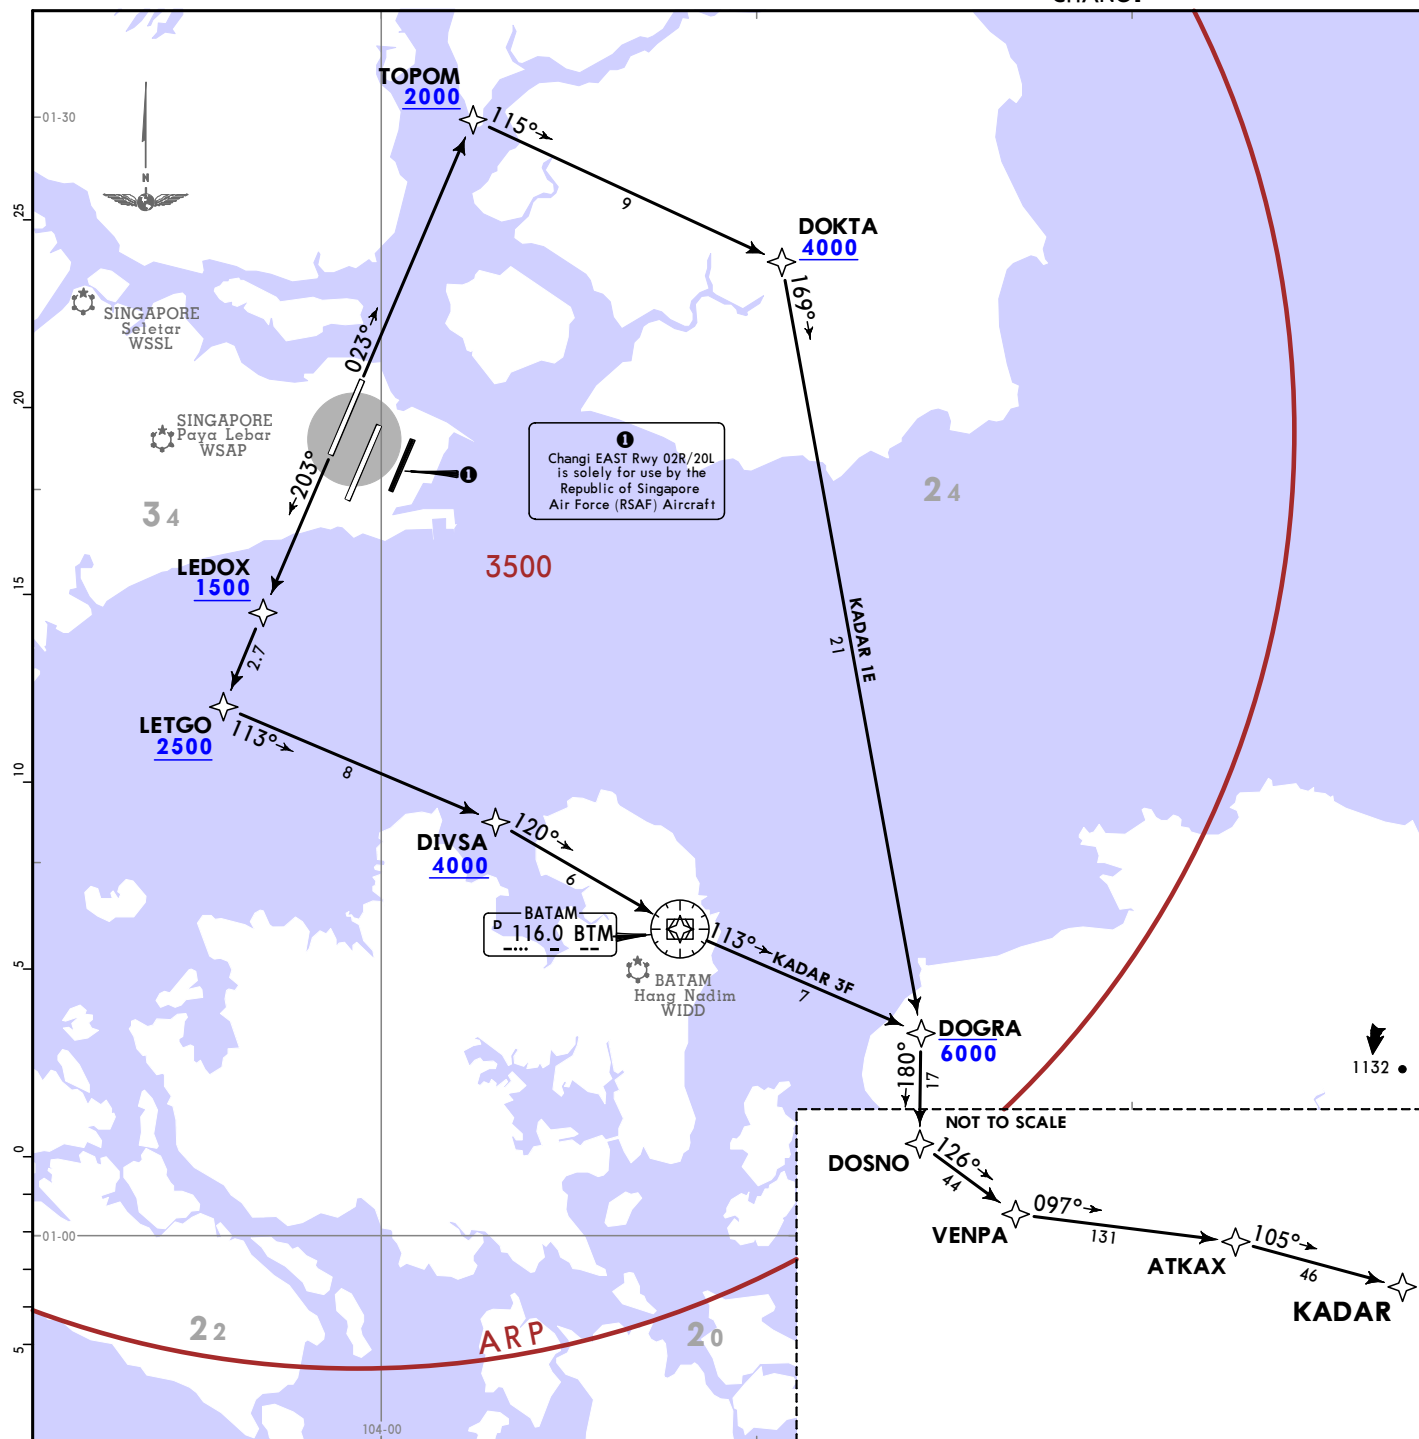 TOPOM
2000
115°
01-30
N
9
25
DOKTA
4000
169°
SINGAPORE
Seletar
WSSL
023°
20
SINGAPORE
Paya Lebar
WSAP
1
Changi EAST Rwy 02R/20L
is solely for use by the
Republic of Singapore
Air Force (RSAF) Aircraft
1
203°
24
34
3500
LEDOX
1500
15
KADAR 1E
21
2.7
LETGO
2500
113°
8
10
DIVSA
4000
120°
6
BATAM
D 116.0 BTM
113°
KADAR 3F
7
5
BATAM
Hang Nadim
WIDD
DOGRA
6000
180°
17
1132
NOT TO SCALE
0
DOSNO
126°
44
VENPA
097°
131
ATKAX
105°
46
KADAR
01-00
22
ARP
20
5
104-00